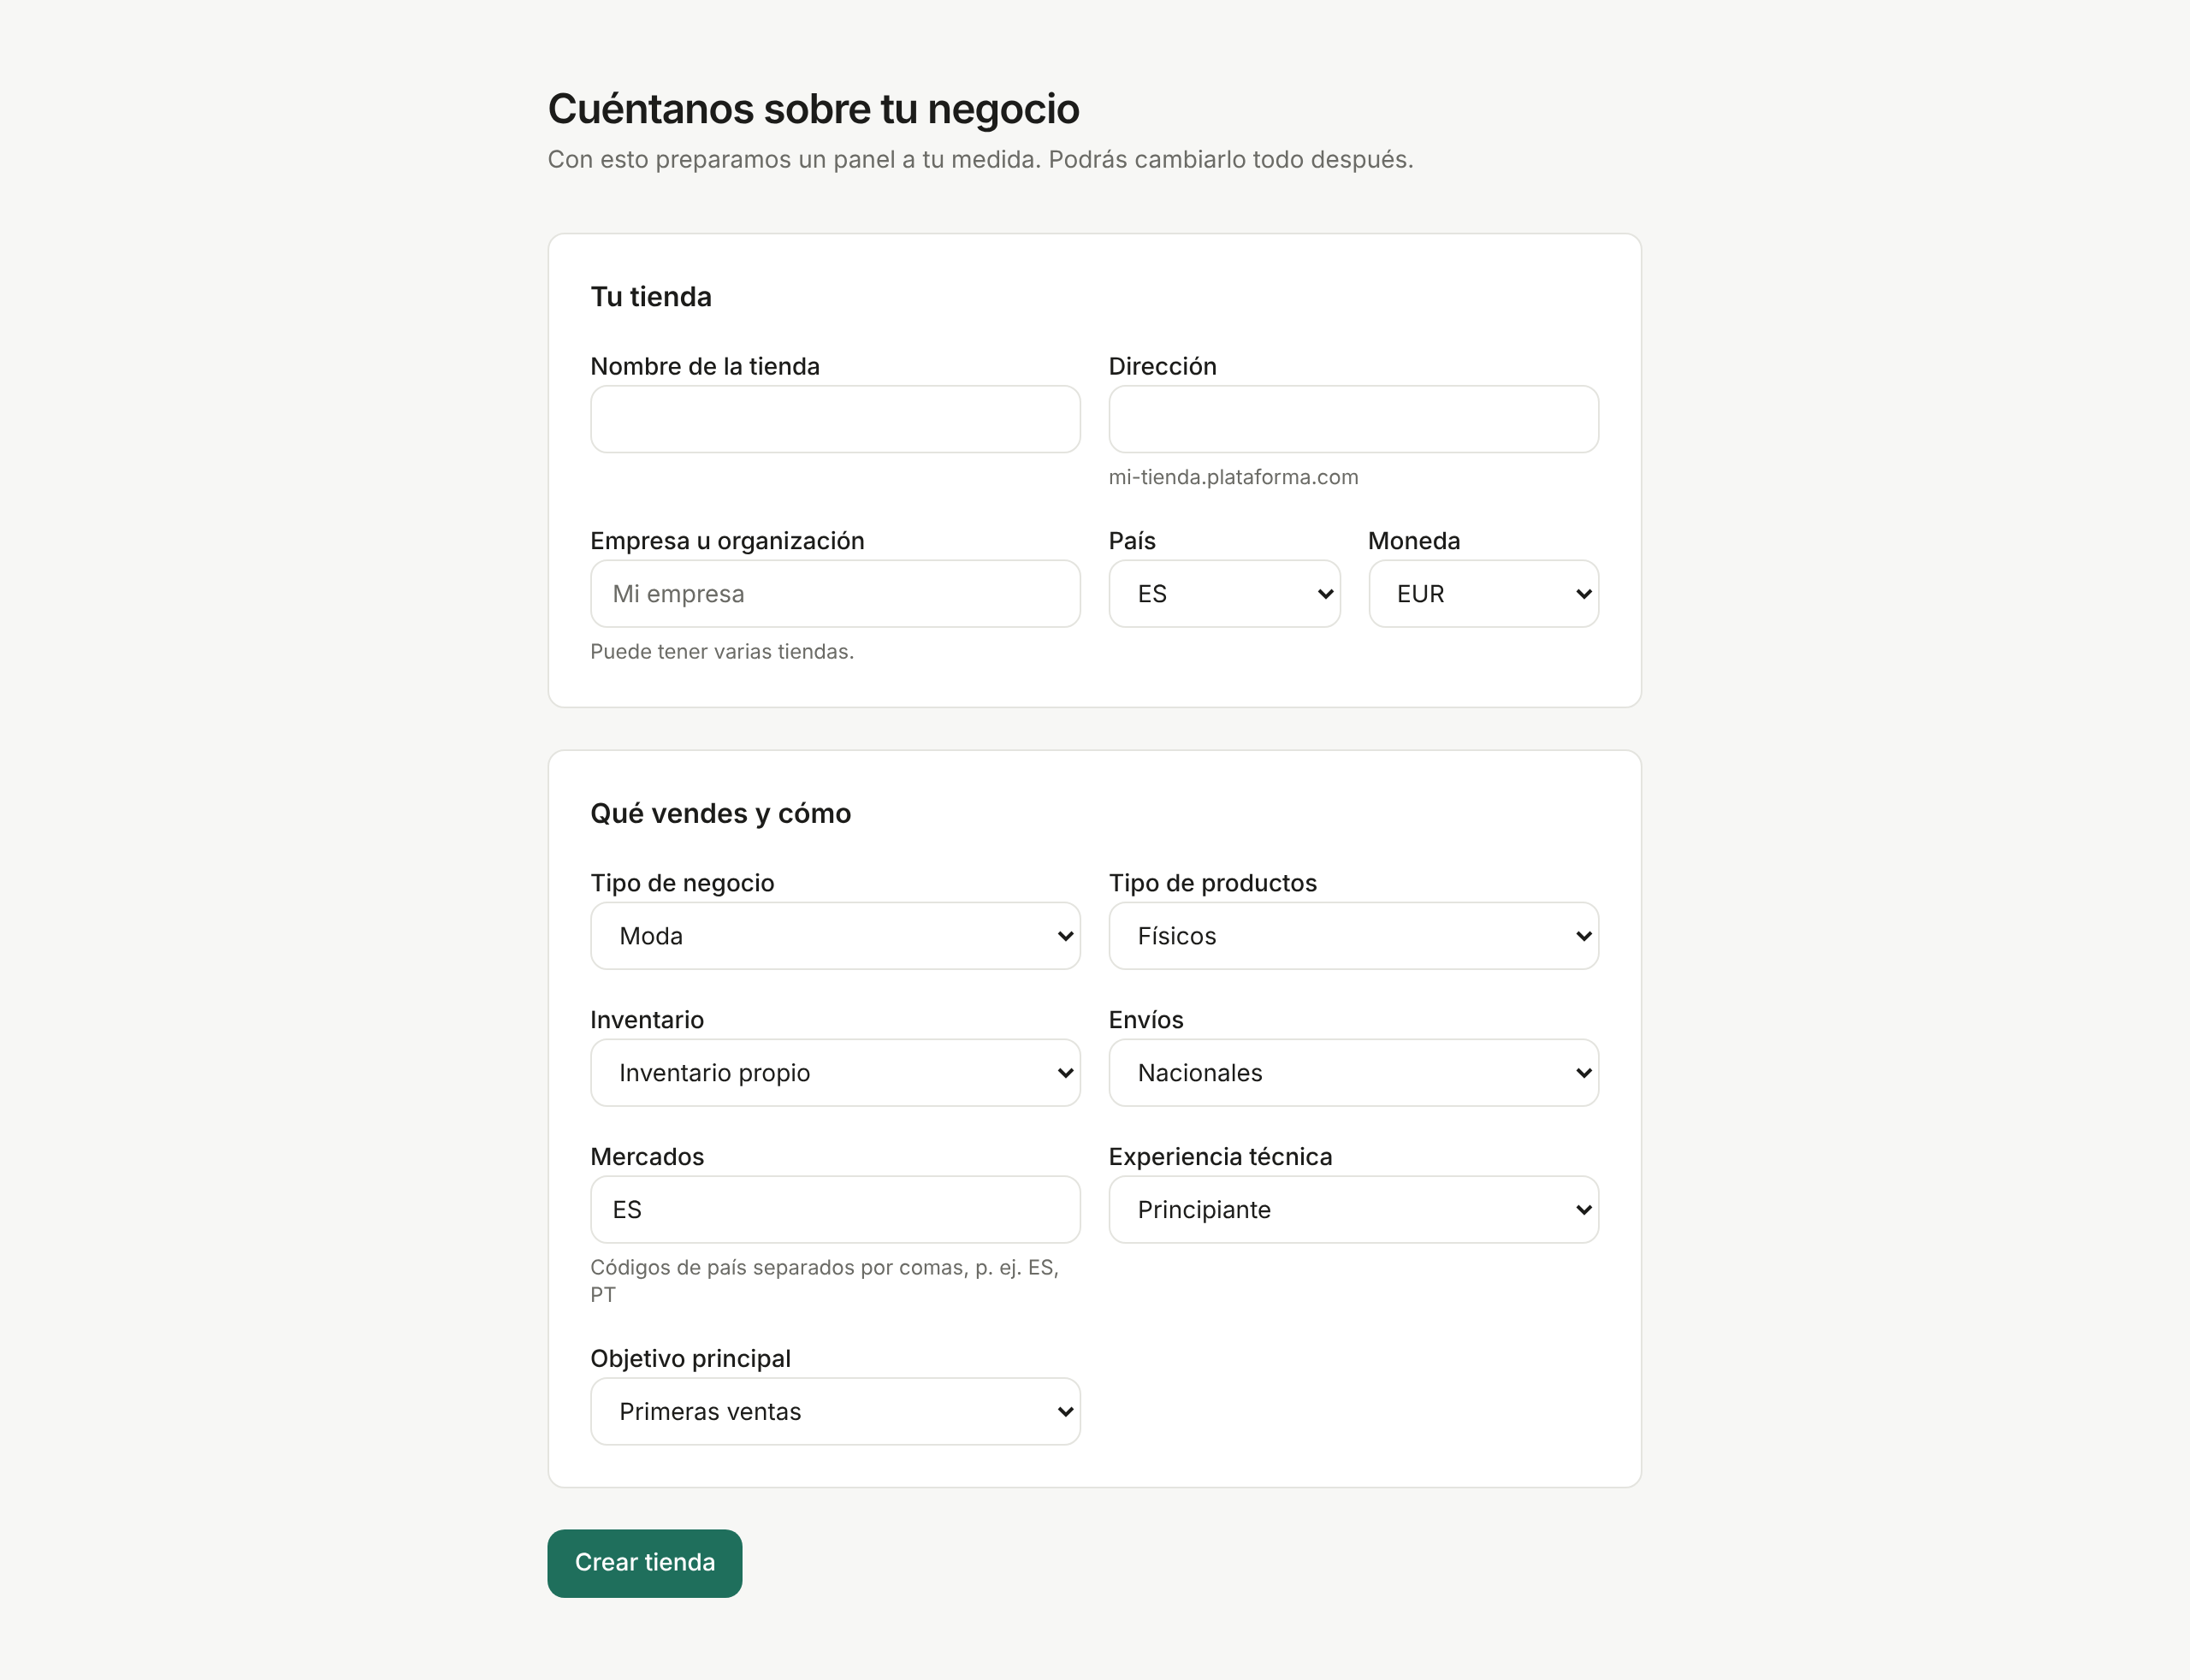 Cuéntanos sobre tu negocio
Con esto preparamos un panel a tu medida. Podrás cambiarlo todo después.
Tu tienda
Nombre de la tienda
Dirección
mi-tienda.plataforma.com
Empresa u organización
País
Moneda
Mi empresa
ES
EUR
Puede tener varias tiendas.
Qué vendes y cómo
Tipo de negocio
Tipo de productos
Moda
Físicos
Inventario
Envíos
Inventario propio
Nacionales
Mercados
Experiencia técnica
ES
Principiante
Códigos de país separados por comas, p. ej. ES,
PT
Objetivo principal
Primeras ventas
Crear tienda